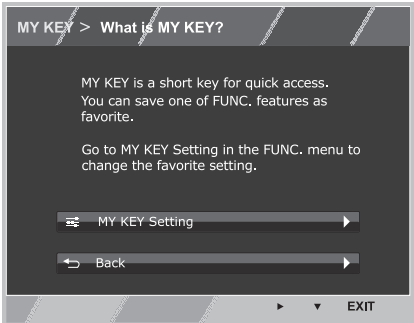 MY KEY > What is MY KEY?
MY KEY is a short key for quick access.
You can save one of FUNC. features as
favorite.
Go to MY KEY Setting in the FUNC. menu to
change the favorite setting.
MY KEY Setting
Back
EXIT